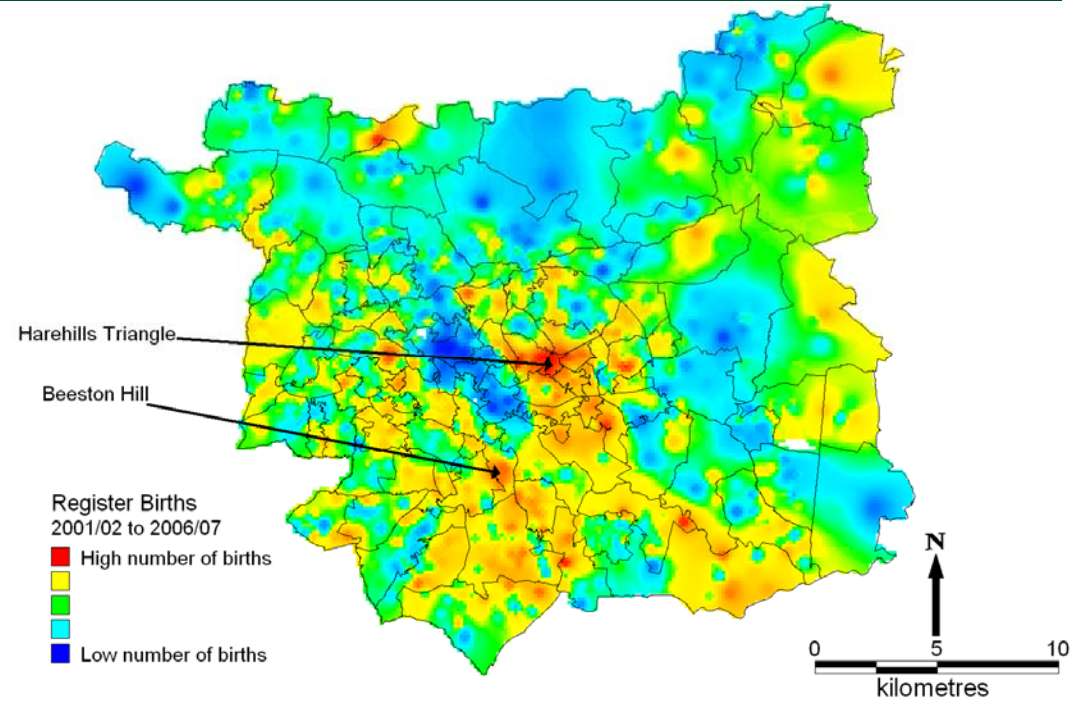 Harehills Triangle
Beeston Hill
Register Births
2001/02 to 2006/07
High number of births
Low number of births
N
0 5 10
kilometres